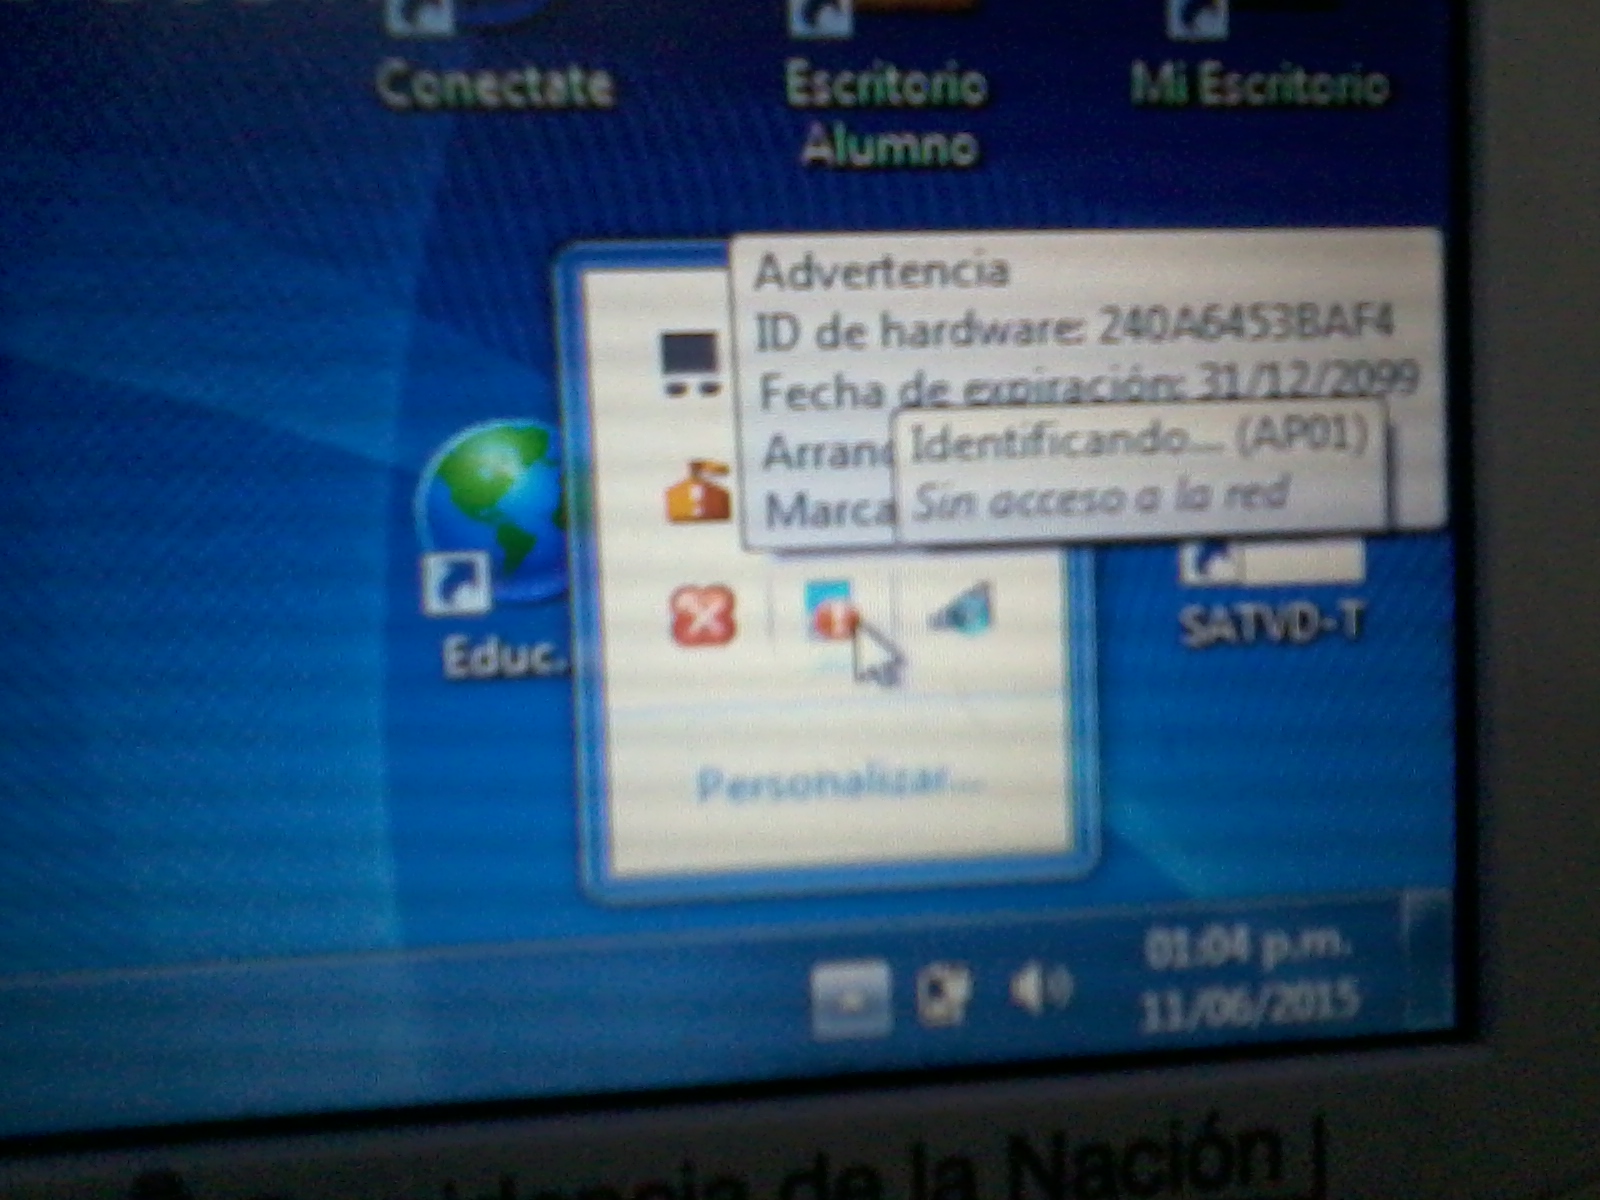 Conectate
Escritorio
Alumno
Mi Escritorio
Advertencia
ID de hardware: 240A6453BAF4
Fecha de expiración: 31/12/2099
Arranq
Identificando... (AP01)
Marca
Sin acceso a la red
Educ.
SATVD-T
Personalizar...
01:04 p.m.
11/06/2015
de la Nación |